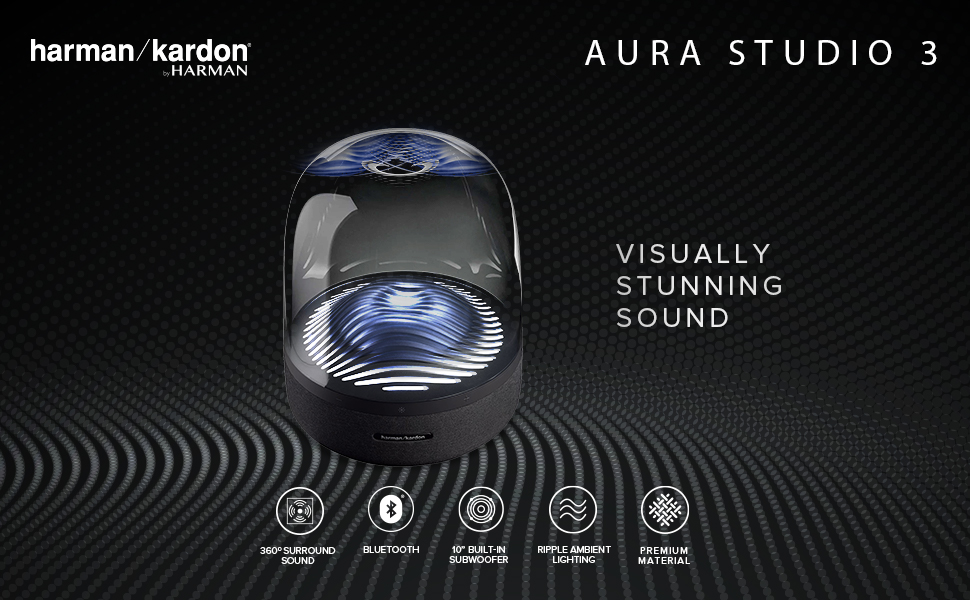 harman/kardon®
by HARMAN
AURA STUDIO 3
VISUALLY
STUNNING
SOUND
harman/kardon
360° SURROUND
SOUND
BLUETOOTH
10" BUILT-IN
SUBWOOFER
RIPPLE AMBIENT
LIGHTING
PREMIUM
MATERIAL